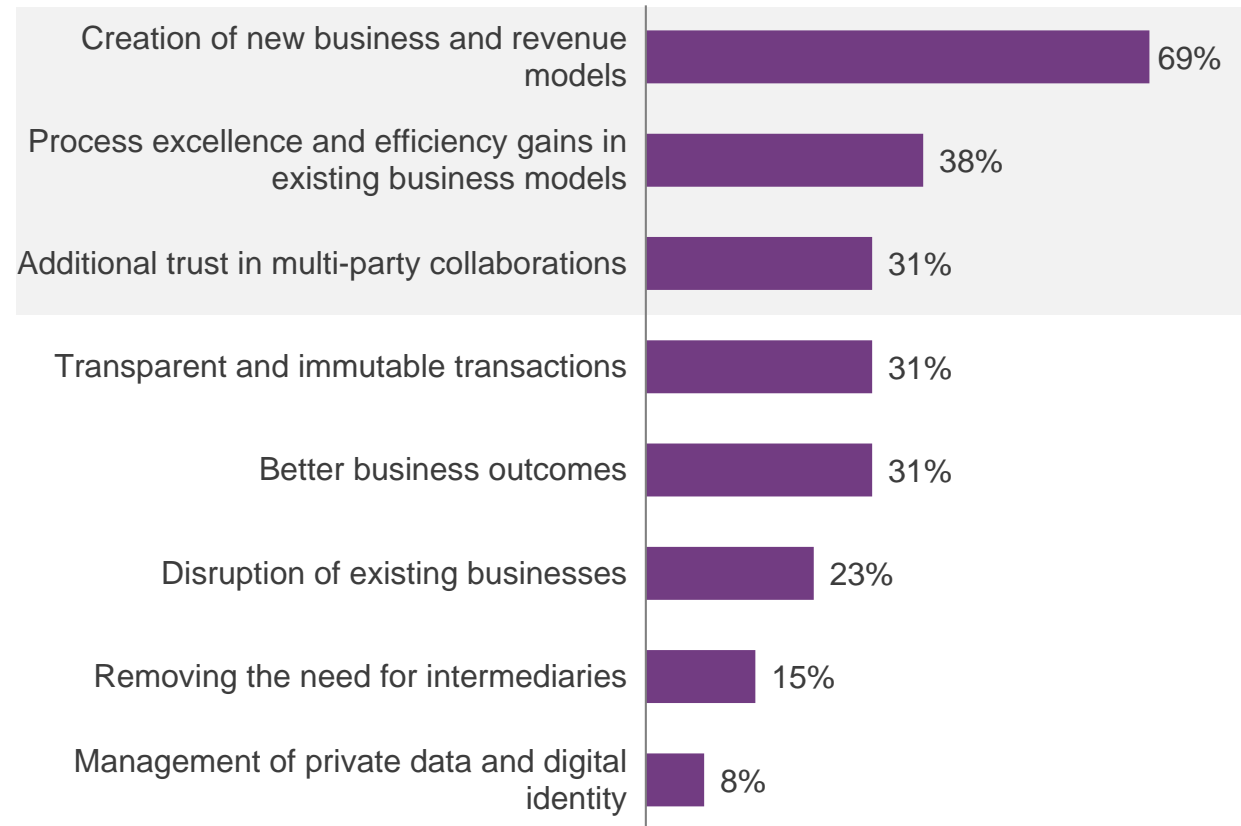 Creation of new business and revenue
models
69%
Process excellence and efficiency gains in
existing business models
38%
Additional trust in multi-party collaborations
31%
Transparent and immutable transactions
31%
Better business outcomes
31%
Disruption of existing businesses
23%
Removing the need for intermediaries
15%
Management of private data and digital
identity
8%